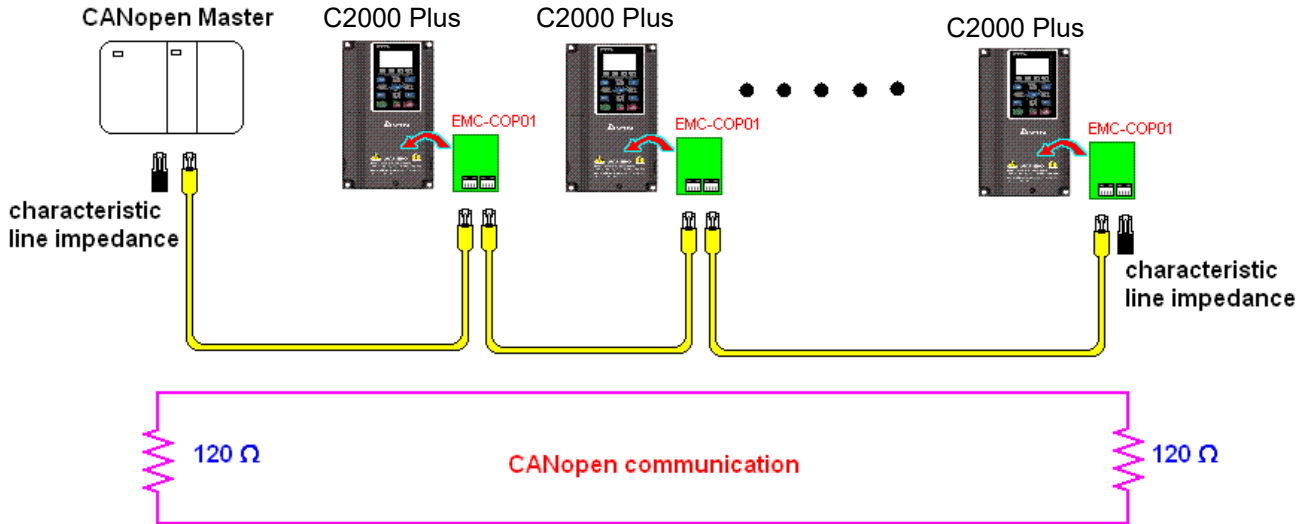 CANopen Master
C2000 Plus
C2000 Plus
C2000 Plus
EMC-COP01
EMC-COP01
EMC-COP01
characteristic
line impedance
characteristic
line impedance
120 Ω
CANopen communication
120 Ω